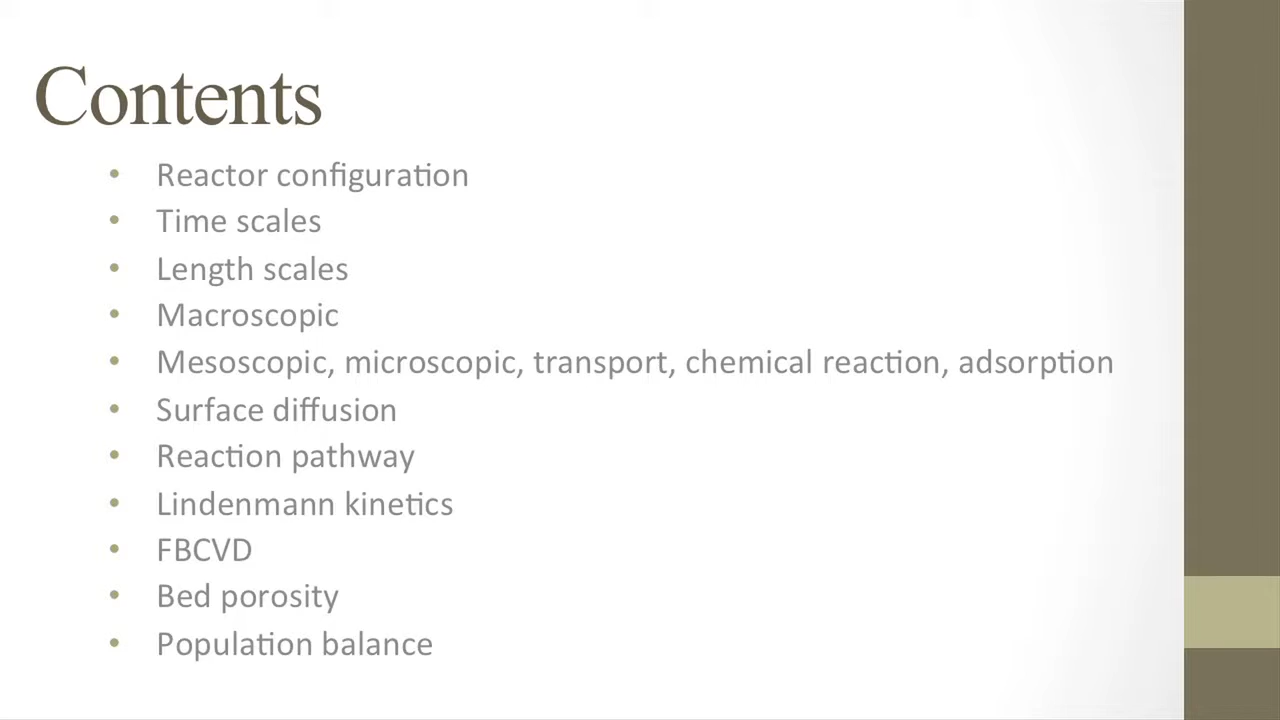 Contents
• Reactor configuration
• Time scales
• Length scales
• Macroscopic
• Mesoscopic, microscopic, transport, chemical reaction, adsorption
• Surface diffusion
• Reaction pathway
• Lindenmann kinetics
• FBCVD
• Bed porosity
• Population balance